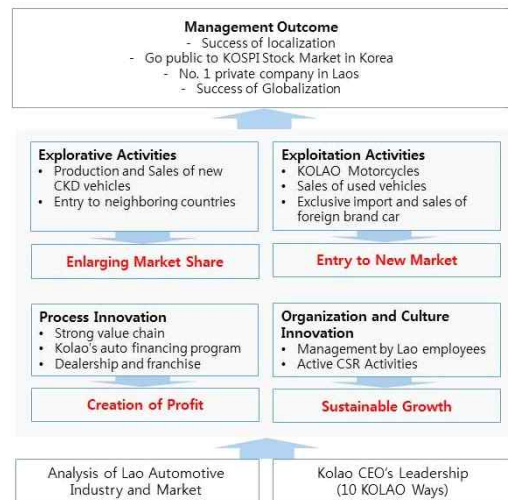 Management Outcome
- Success of localization
- Go public to KOSPI Stock Market in Korea
- No. 1 private company in Laos
- Success of Globalization
Explorative Activities
• Production and Sales of new
CKD vehicles
• Entry to neighboring countries
Enlarging Market Share
Exploitation Activities
• KOLAO Motorcycles
• Sales of used vehicles
• Exclusive import and sales of
foreign brand car
Entry to New Market
Process Innovation
• Strong value chain
• Kolao's auto financing program
• Dealership and franchise
Creation of Profit
Organization and Culture
Innovation
• Management by Lao employees
• Active CSR Activities
Sustainable Growth
Analysis of Lao Automotive
Industry and Market
Kolao CEO's Leadership
(10 KOLAO Ways)